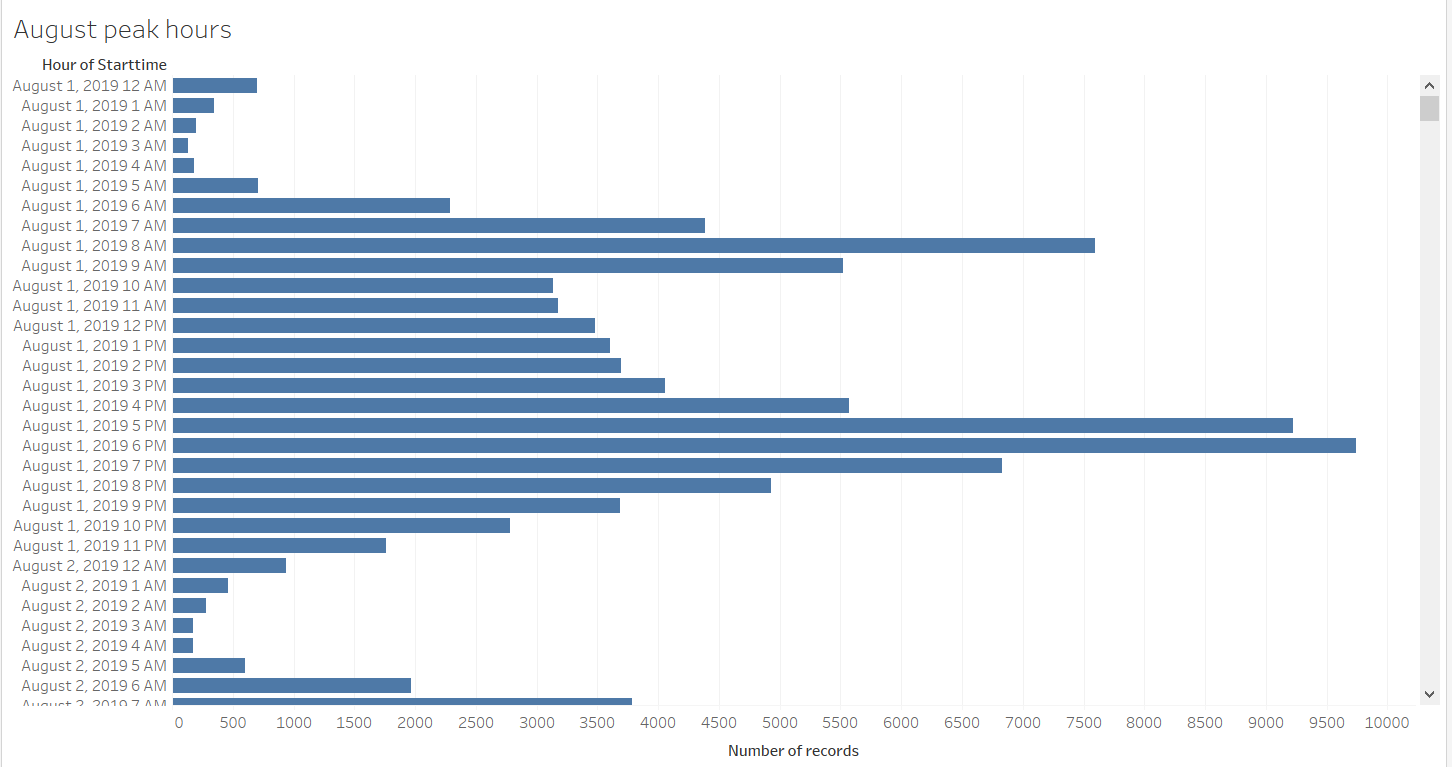 August peak hours
Hour of Starttime
August 1, 2019 12 AM
August 1, 2019 1 AM
August 1, 2019 2 AM
August 1, 2019 3 AM
August 1, 2019 4 AM
August 1, 2019 5 AM
August 1, 2019 6 AM
August 1, 2019 7 AM
August 1, 2019 8 AM
August 1, 2019 9 AM
August 1, 2019 10 AM
August 1, 2019 11 AM
August 1, 2019 12 PM
August 1, 2019 1 PM
August 1, 2019 2 PM
August 1, 2019 3 PM
August 1, 2019 4 PM
August 1, 2019 5 PM
August 1, 2019 6 PM
August 1, 2019 7 PM
August 1, 2019 8 PM
August 1, 2019 9 PM
August 1, 2019 10 PM
August 1, 2019 11 PM
August 2, 2019 12 AM
August 2, 2019 1 AM
August 2, 2019 2 AM
August 2, 2019 3 AM
August 2, 2019 4 AM
August 2, 2019 5 AM
August 2, 2019 6 AM
August 2, 2019 7 AM
0 500 1000 1500 2000 2500 3000 3500 4000 4500 5000 5500 6000 6500 7000 7500 8000 8500 9000 9500 10000
Number of records